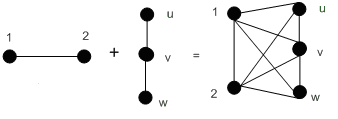 1 2 + u v w = 1 2 u v w